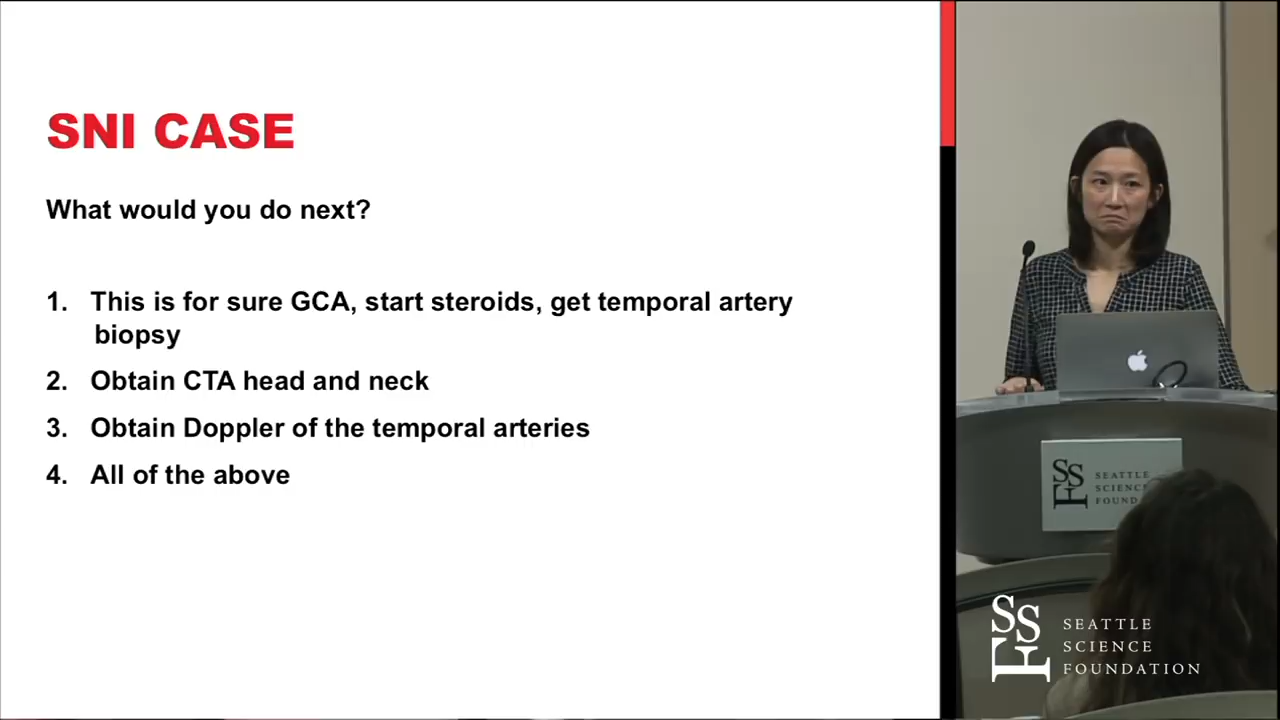 SNI CASE
What would you do next?
1. This is for sure GCA, start steroids, get temporal artery
biopsy
2. Obtain CTA head and neck
3. Obtain Doppler of the temporal arteries
4. All of the above
SSF
SEATTLE
SCIENCE
FOUND
SSF
SEATTLE
SCIENCE
FOUNDATION